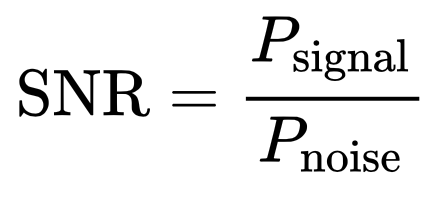 SNR = P_signal / P_noise